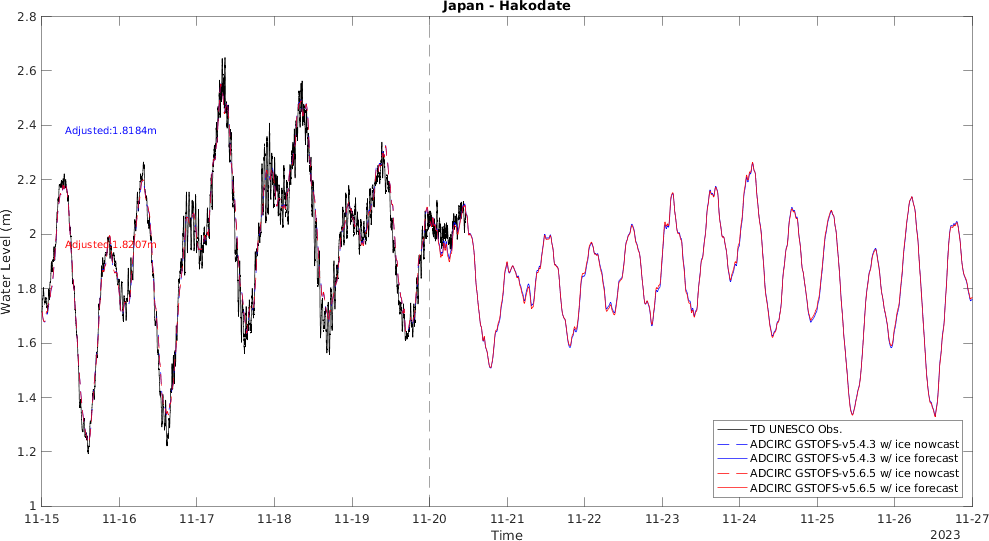 Japan - Hakodate
2.8
2.6
2.4
2.2
2
1.8
1.6
1.4
1.2
1
Water Level (m)
Adjusted:1.8184m
Adjusted:1.8207m
TD UNESCO Obs.
ADCIRC GSTOFS-v5.4.3 w/ ice nowcast
ADCIRC GSTOFS-v5.4.3 w/ ice forecast
ADCIRC GSTOFS-v5.6.5 w/ ice nowcast
ADCIRC GSTOFS-v5.6.5 w/ ice forecast
11-15 11-16 11-17 11-18 11-19 11-20 11-21 11-22 11-23 11-24 11-25 11-26 11-27
Time
2023